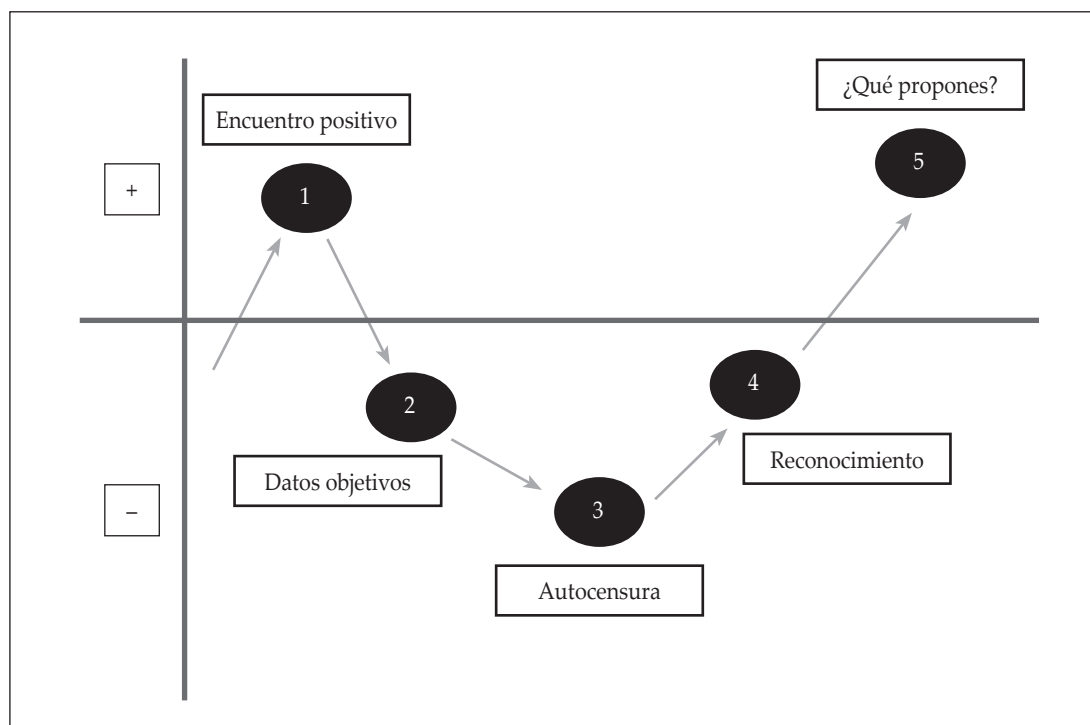 ¿Qué propones?
Encuentro positivo
5
+
1
4
2
Reconocimiento
Datos objetivos
–
3
Autocensura